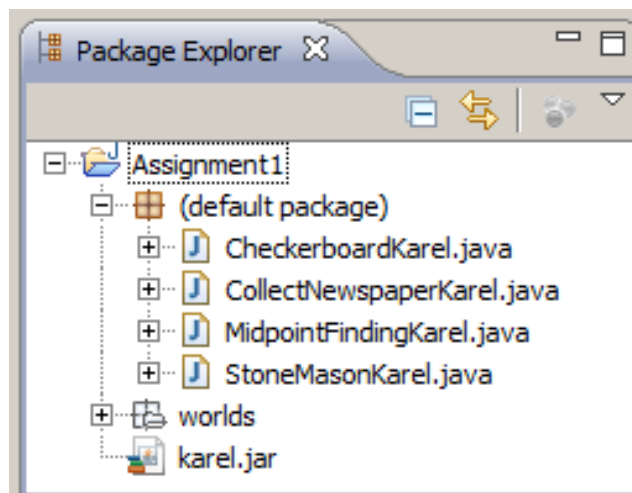 Package Explorer
Assignment1
(default package)
CheckerboardKarel.java
CollectNewspaperKarel.java
MidpointFindingKarel.java
StoneMasonKarel.java
worlds
karel.jar